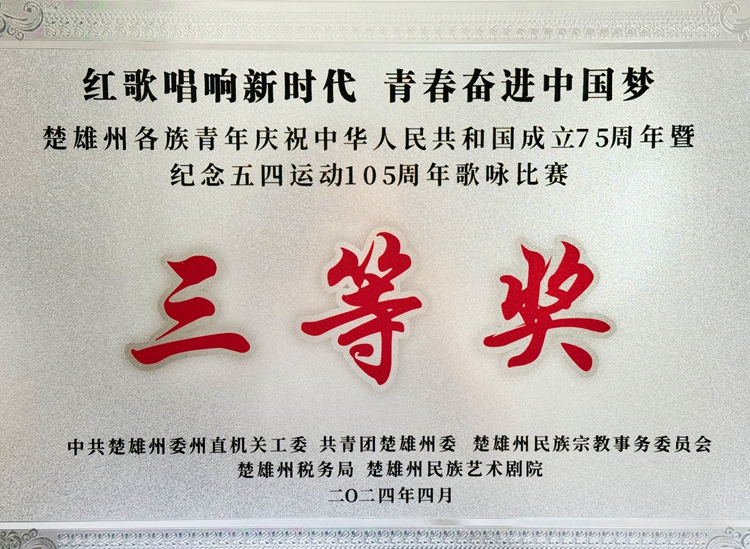 红歌唱响新时代 青春奋进中国梦
楚雄州各族青年庆祝中华人民共和国成立75周年暨
纪念五四运动105周年歌咏比赛
三等奖
中共楚雄州委州直机关工委 共青团楚雄州委 楚雄州民族宗教事务委员会
楚雄州税务局 楚雄州民族艺术剧院
二〇二四年四月